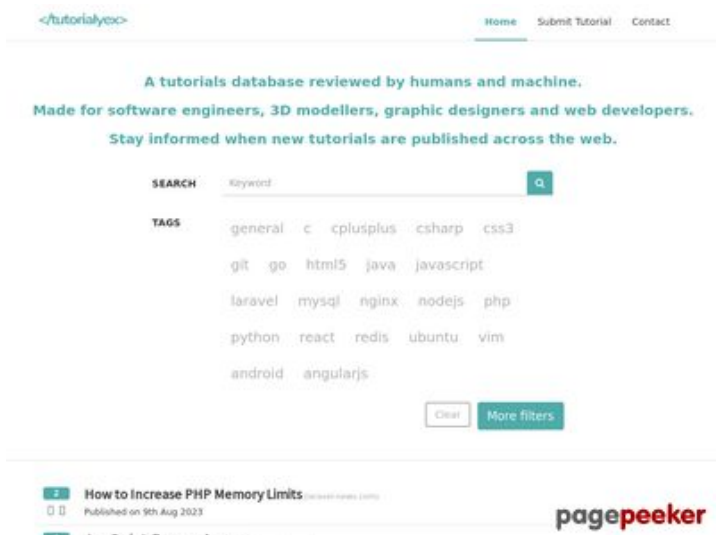 </tutorialyex>
Home Submit Tutorial Contact
A tutorials database reviewed by humans and machine.
Made for software engineers, 3D modellers, graphic designers and web developers.
Stay informed when new tutorials are published across the web.
SEARCH Keyword
TAGS
general c cplusplus csharp css3
git go html5 java javascript
laravel mysql nginx nodejs php
python react redis ubuntu vim
android angularjs
Clear More filters
2 How to Increase PHP Memory Limits
Published on 9th Aug 2023
pagepeeker